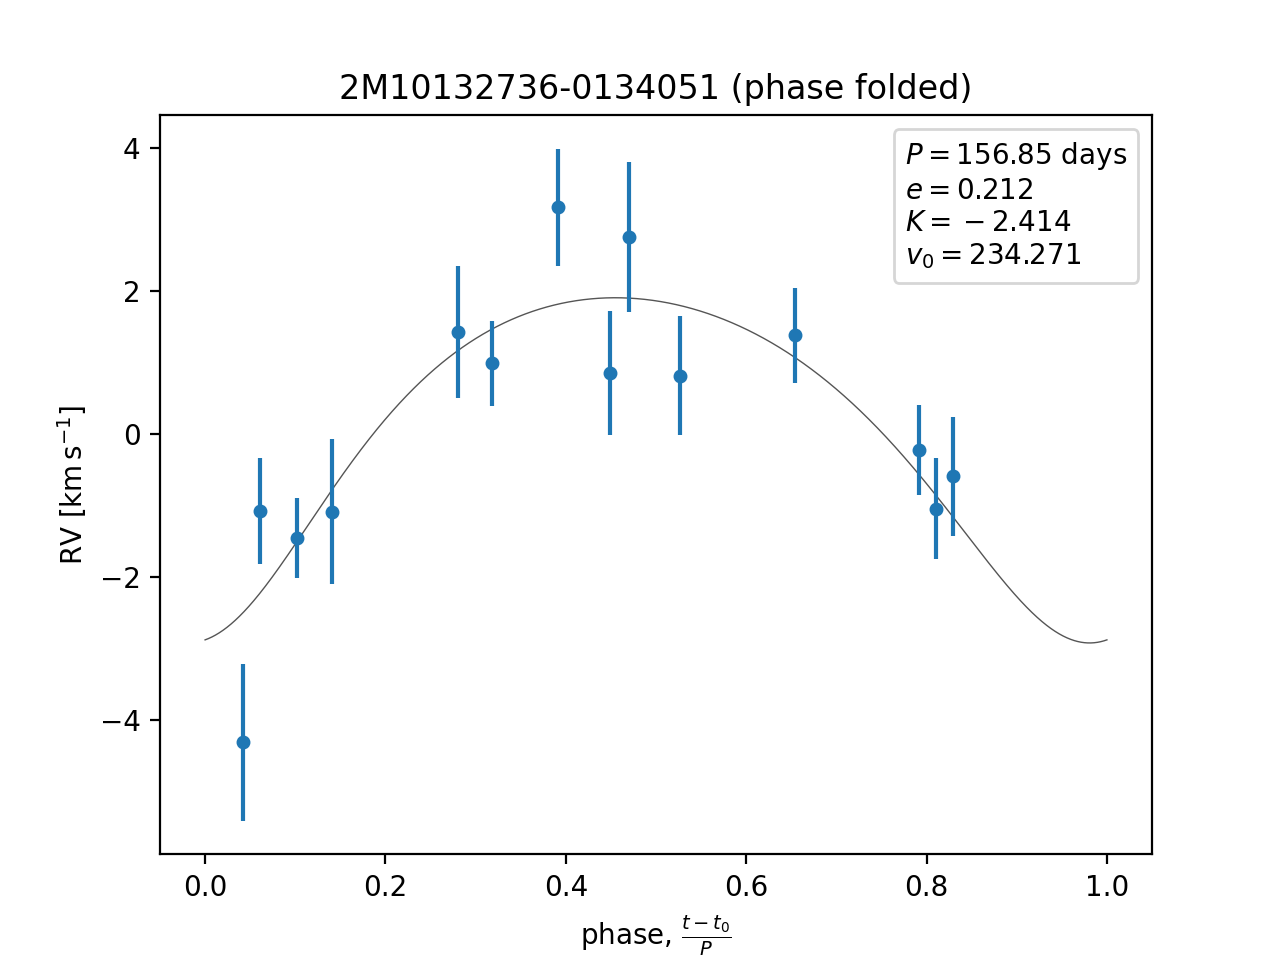 2M10132736-0134051 (phase folded)
P = 156.85 days
e = 0.212
K = −2.414
v₀ = 234.271
4
2
0
−2
−4
RV [km s⁻¹]
0.0 0.2 0.4 0.6 0.8 1.0
phase, (t − t₀)/P